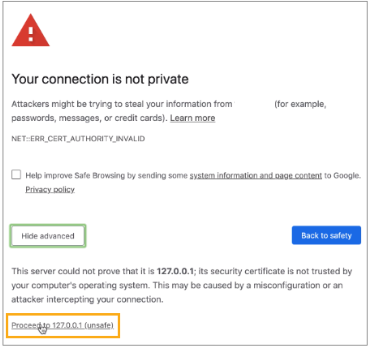 Your connection is not private
Attackers might be trying to steal your information from (for example,
passwords, messages, or credit cards). Learn more
NET::ERR_CERT_AUTHORITY_INVALID
Help improve Safe Browsing by sending some system information and page content to Google.
Privacy policy
Hide advanced
Back to safety
This server could not prove that it is 127.0.0.1; its security certificate is not trusted by
your computer's operating system. This may be caused by a misconfiguration or an
attacker intercepting your connection.
Proceed to 127.0.0.1 (unsafe)